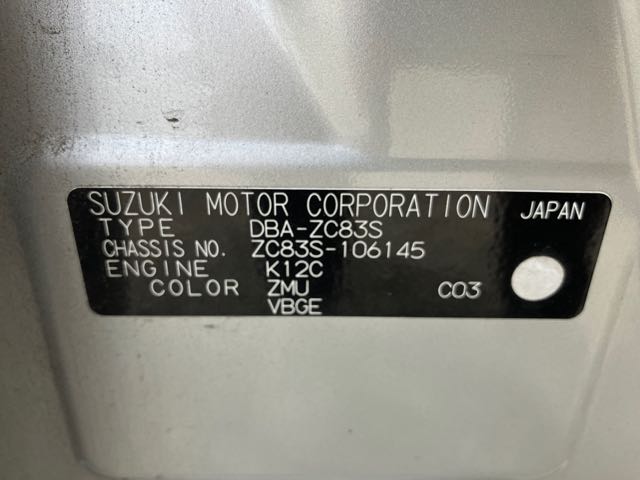 SUZUKI MOTOR CORPORATION JAPAN
TYPE DBA-ZC83S
CHASSIS NO. ZC83S-106145
ENGINE K12C
COLOR ZMU C03
VBGE